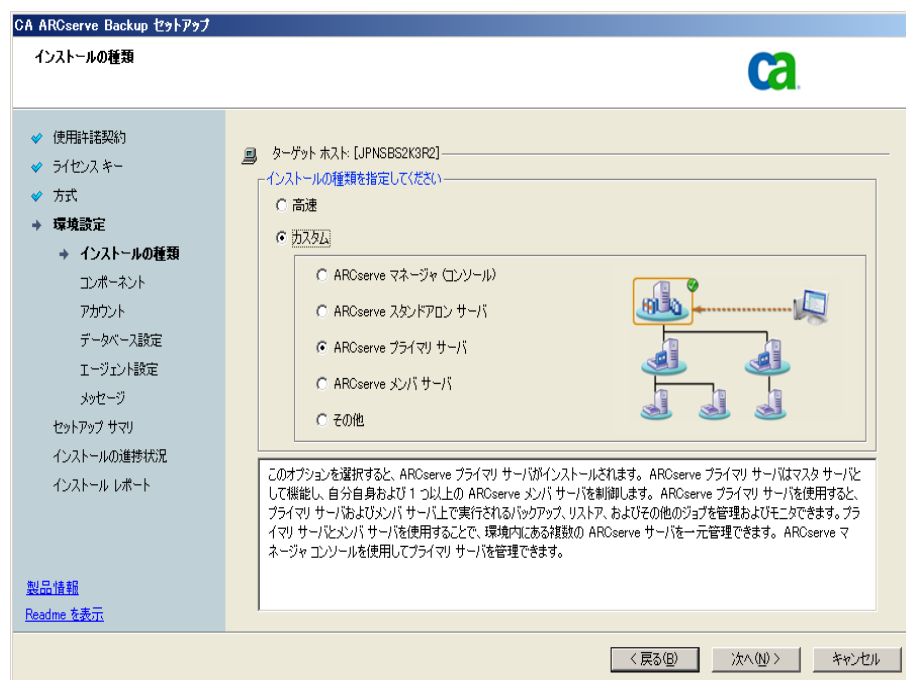 CA ARCserve Backup セットアップ
インストールの種類
ca
使用許諾契約
ライセンス キー
方式
環境設定
インストールの種類
コンポーネント
アカウント
データベース設定
エージェント設定
メッセージ
セットアップ サマリ
インストールの進捗状況
インストール レポート
製品情報
Readme を表示
ターゲット ホスト: [JPNSBS2K3R2]
インストールの種類を指定してください
高速
カスタム
ARCserve マネージャ (コンソール)
ARCserve スタンドアロン サーバ
ARCserve プライマリ サーバ
ARCserve メンバ サーバ
その他
このオプションを選択すると、ARCserve プライマリ サーバがインストールされます。ARCserve プライマリ サーバはマスタ サーバと
して機能し、自分自身および 1 つ以上の ARCserve メンバ サーバを制御します。ARCserve プライマリ サーバを使用すると、
プライマリ サーバおよびメンバ サーバ上で実行されるバックアップ、リストア、およびその他のジョブを管理およびモニタできます。プラ
イマリ サーバとメンバ サーバを使用することで、環境内にある複数の ARCserve サーバを一元管理できます。ARCserve マ
ネージャ コンソールを使用してプライマリ サーバを管理できます。
< 戻る(B)
次へ(N) >
キャンセル